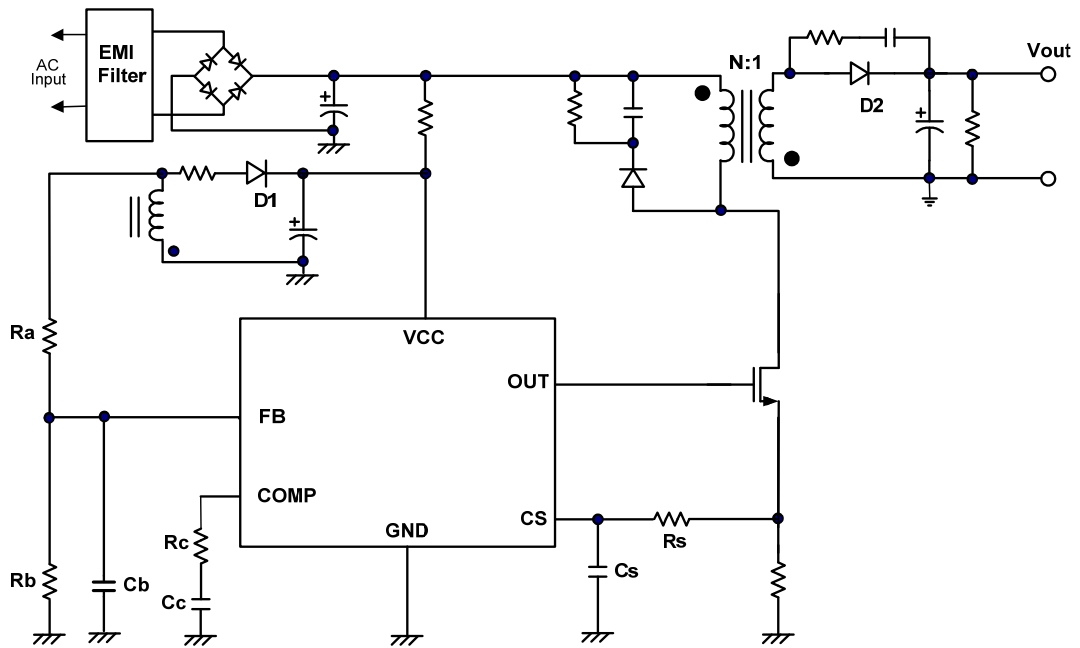 EMI
Filter
AC
Input
N:1
Vout
D2
+
+
D1
+
Ra
VCC
OUT
FB
COMP
CS
GND
Rc
Rs
Rb
Cb
Cc
Cs